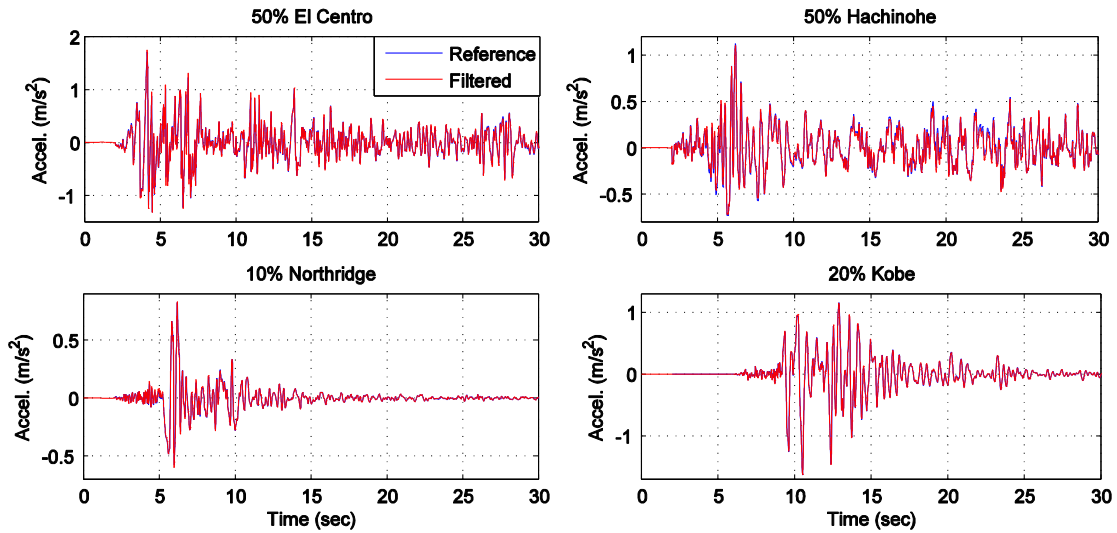 50% El Centro
Accel. (m/s²)
2
1
0
-1
Reference
Filtered
0 5 10 15 20 25 30
50% Hachinohe
Accel. (m/s²)
1
0.5
0
-0.5
0 5 10 15 20 25 30
10% Northridge
Accel. (m/s²)
0.5
0
-0.5
0 5 10 15 20 25 30
Time (sec)
20% Kobe
Accel. (m/s²)
1
0
-1
0 5 10 15 20 25 30
Time (sec)